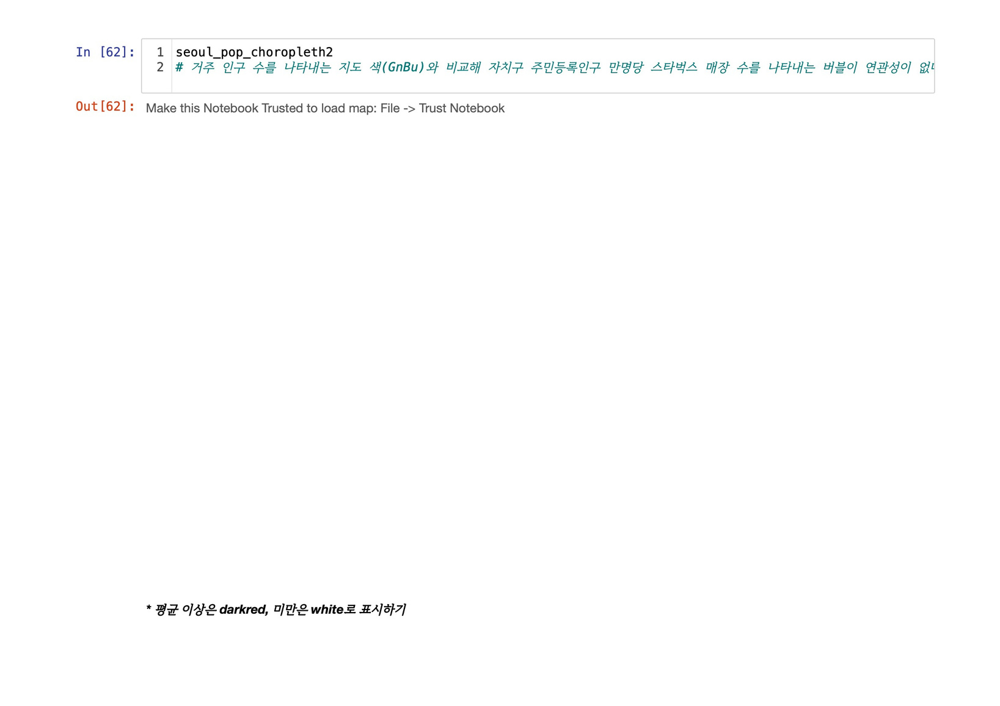 In [62]:
1 seoul_pop_choropleth2
2 # 거주 인구 수를 나타내는 지도 색(GnBu)와 비교해 자치구 주민등록인구 만명당 스타벅스 매장 수를 나타내는 버블이 연관성이
Out[62]: Make this Notebook Trusted to load map: File -> Trust Notebook
* 평균 이상은 darkred, 미만은 white로 표시하기